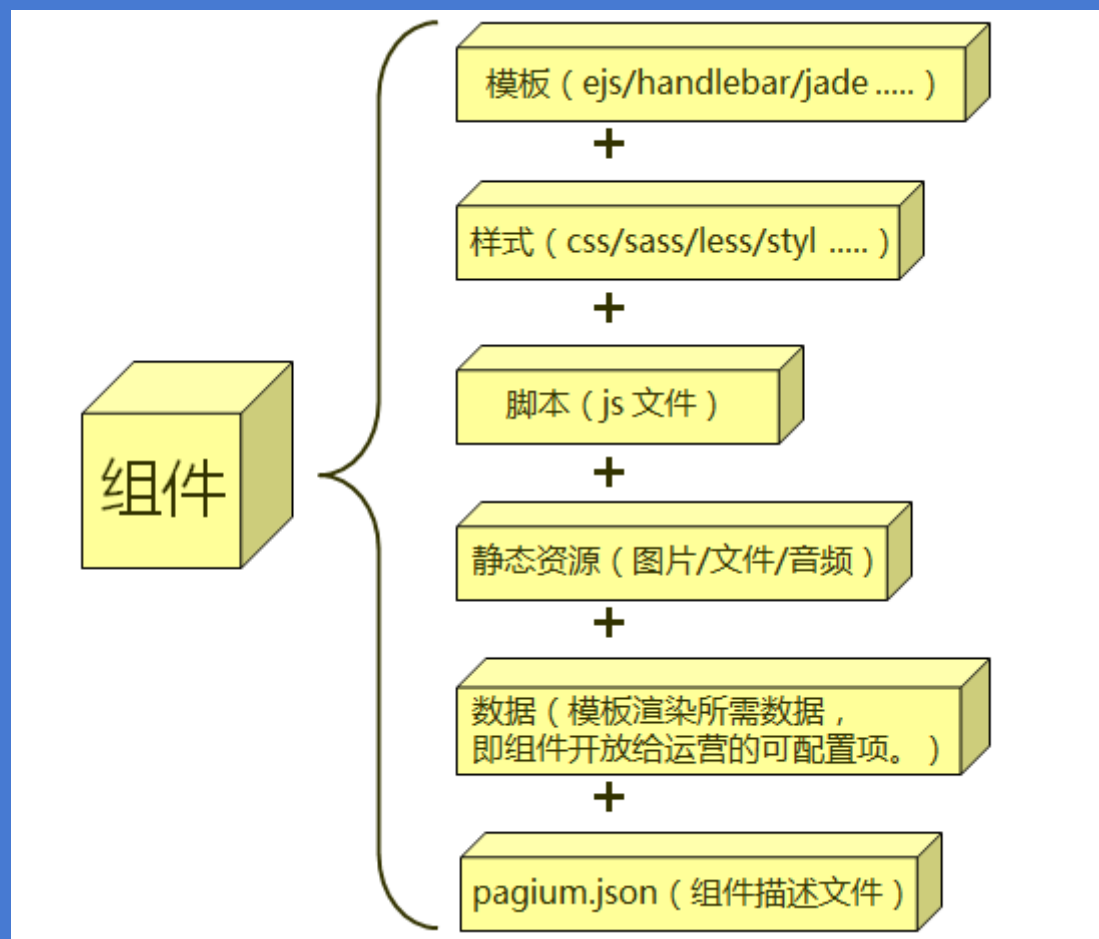 模板（ejs/handlebar/jade .....）
+
样式（css/sass/less/styl .....）
+
脚本（js 文件）
+
组件
静态资源（图片/文件/音频）
+
数据（模板渲染所需数据，
即组件开放给运营的可配置项。）
+
pagium.json（组件描述文件）